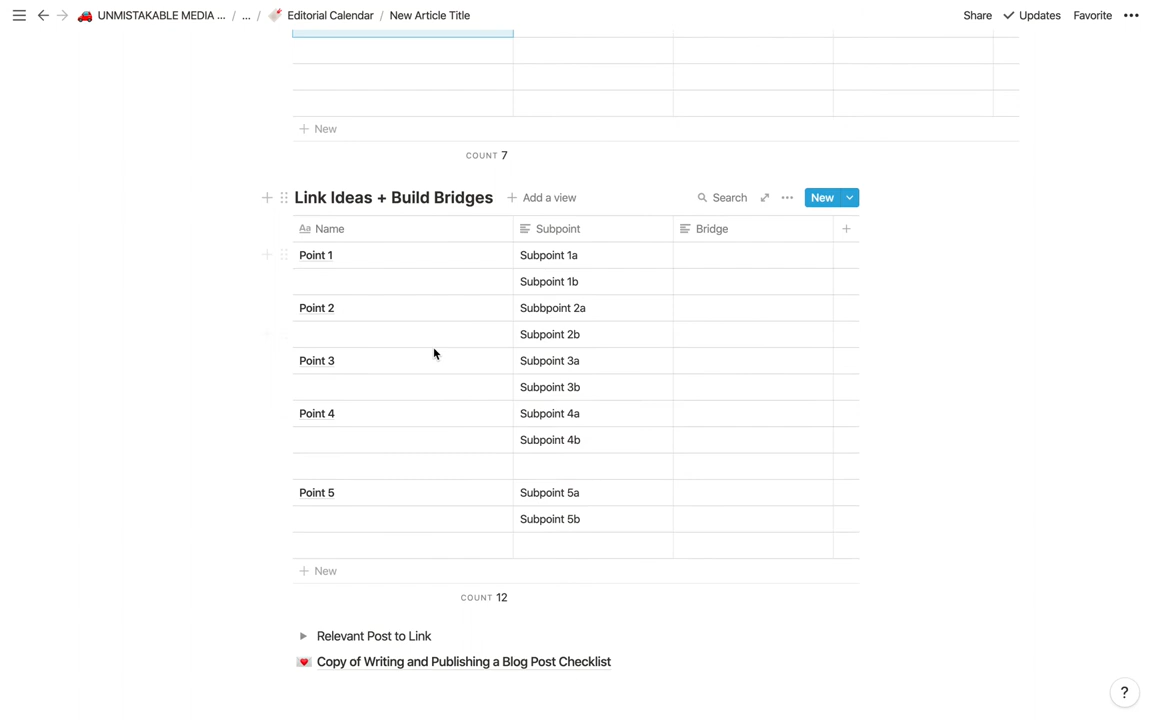 UNMISTAKABLE MEDIA ... / ... / Editorial Calendar / New Article Title Share Updates Favorite
New
COUNT 7
Link Ideas + Build Bridges Add a view Search New
Aa Name Subpoint Bridge
Point 1 Subpoint 1a
Subpoint 1b
Point 2 Subbpoint 2a
Subpoint 2b
Point 3 Subpoint 3a
Subpoint 3b
Point 4 Subpoint 4a
Subpoint 4b
Point 5 Subpoint 5a
Subpoint 5b
New
COUNT 12
Relevant Post to Link
Copy of Writing and Publishing a Blog Post Checklist
?